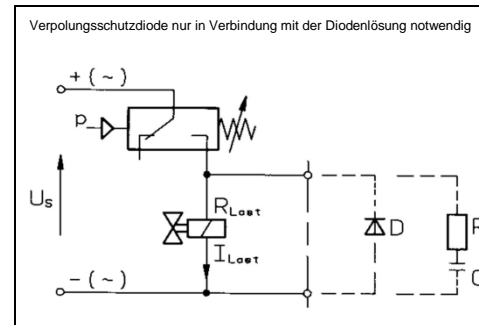 Verpolungsschutzdiode nur in Verbindung mit der Diodenlösung notwendig
+ (~)
p
Us
RLast
D
R
ILast
C
- (~)